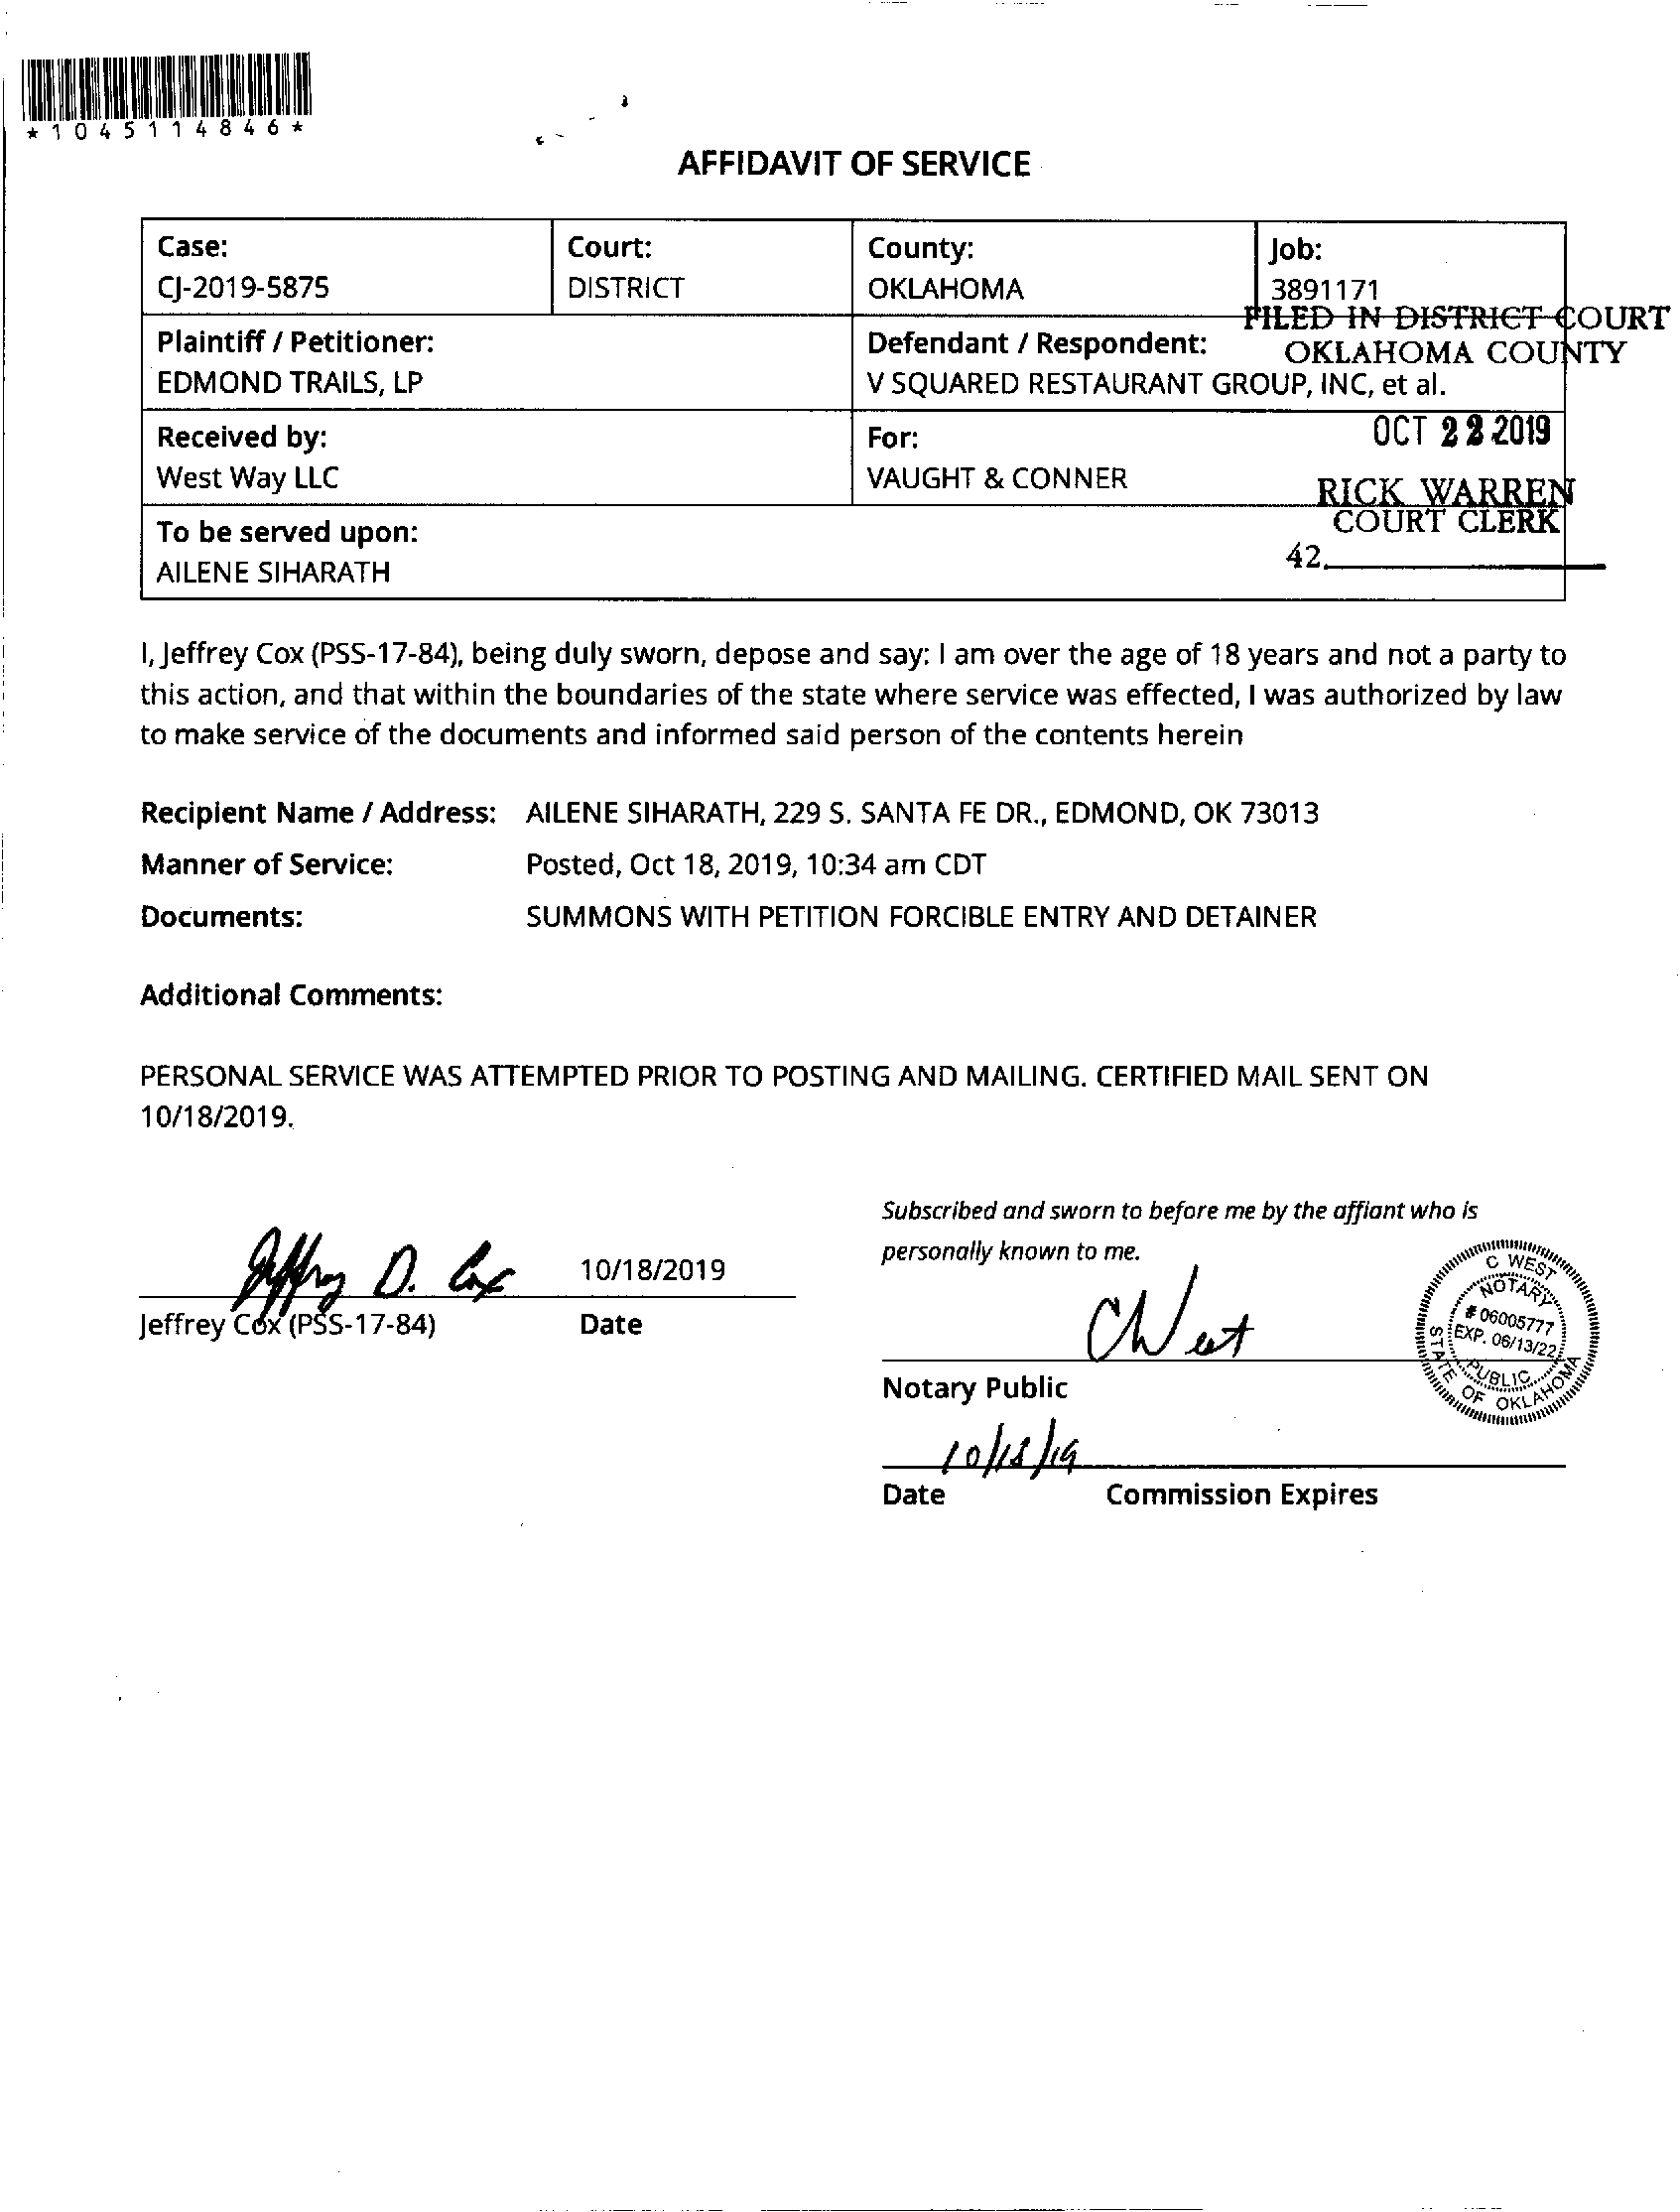 *1045114846*
AFFIDAVIT OF SERVICE
Case:
CJ-2019-5875
Court:
DISTRICT
County:
OKLAHOMA
Job:
3891171
FILED IN DISTRICT COURT
OKLAHOMA COUNTY
Plaintiff / Petitioner:
EDMOND TRAILS, LP
Defendant / Respondent:
V SQUARED RESTAURANT GROUP, INC, et al.
Received by:
West Way LLC
For:
VAUGHT & CONNER
OCT 22 2019
RICK WARREN
COURT CLERK
42
To be served upon:
AILENE SIHARATH
I, Jeffrey Cox (PSS-17-84), being duly sworn, depose and say: I am over the age of 18 years and not a party to
this action, and that within the boundaries of the state where service was effected, I was authorized by law
to make service of the documents and informed said person of the contents herein
Recipient Name / Address: AILENE SIHARATH, 229 S. SANTA FE DR., EDMOND, OK 73013
Manner of Service: Posted, Oct 18, 2019, 10:34 am CDT
Documents: SUMMONS WITH PETITION FORCIBLE ENTRY AND DETAINER
Additional Comments:
PERSONAL SERVICE WAS ATTEMPTED PRIOR TO POSTING AND MAILING. CERTIFIED MAIL SENT ON
10/18/2019.
Jeffrey D. Cox 10/18/2019
Jeffrey Cox (PSS-17-84) Date
Subscribed and sworn to before me by the affiant who is
personally known to me.
C West
Notary Public
10/18/19
Date Commission Expires
C WEST
NOTARY
# 06005777
EXP. 06/13/22
PUBLIC
STATE OF OKLAHOMA